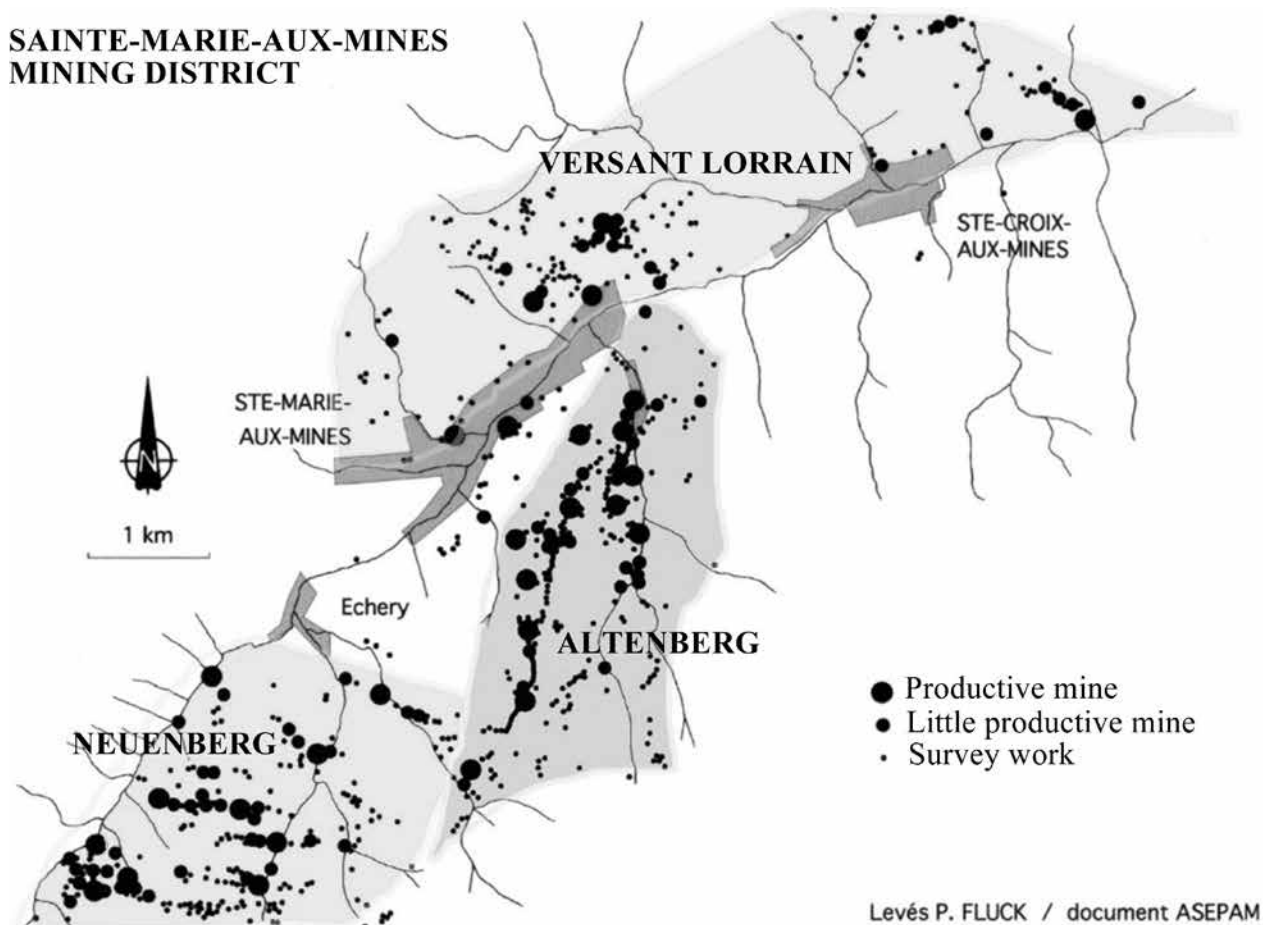 SAINTE-MARIE-AUX-MINES
MINING DISTRICT
VERSANT LORRAIN
STE-CROIX-
AUX-MINES
STE-MARIE-
AUX-MINES
N
1 km
Echery
ALTENBERG
NEUENBERG
Productive mine
Little productive mine
Survey work
Levés P. FLUCK / document ASEPAM